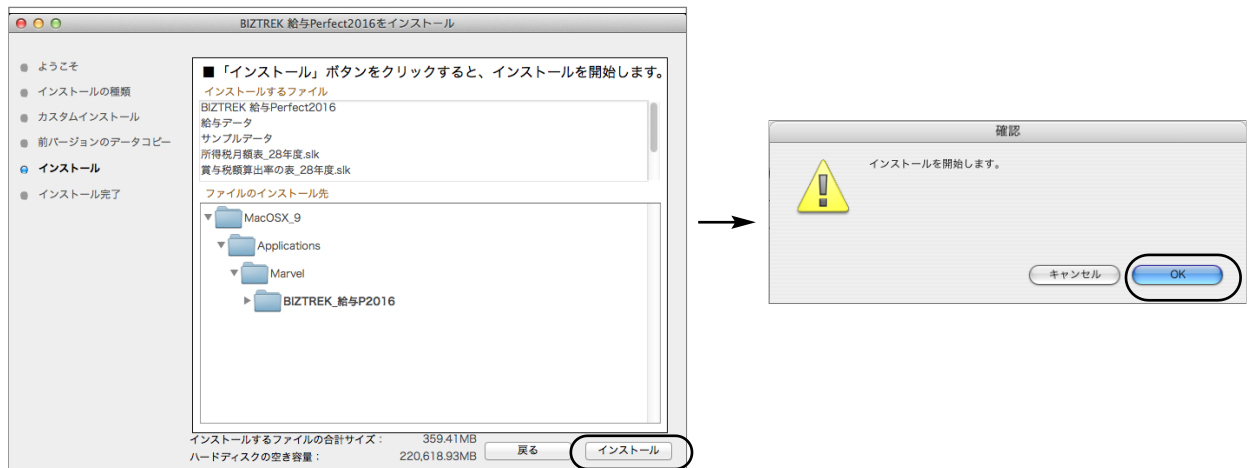 BIZTREK 給与Perfect2016をインストール
ようこそ
インストールの種類
カスタムインストール
前バージョンのデータコピー
インストール
インストール完了
■「インストール」ボタンをクリックすると、インストールを開始します。
インストールするファイル
BIZTREK 給与Perfect2016
給与データ
サンプルデータ
所得税月額表_28年度.slk
賞与税額算出率の表_28年度.slk
ファイルのインストール先
MacOSX_9
Applications
Marvel
BIZTREK_給与P2016
インストールするファイルの合計サイズ： 359.41MB
ハードディスクの空き容量： 220,618.93MB
戻る
インストール
確認
インストールを開始します。
キャンセル
OK